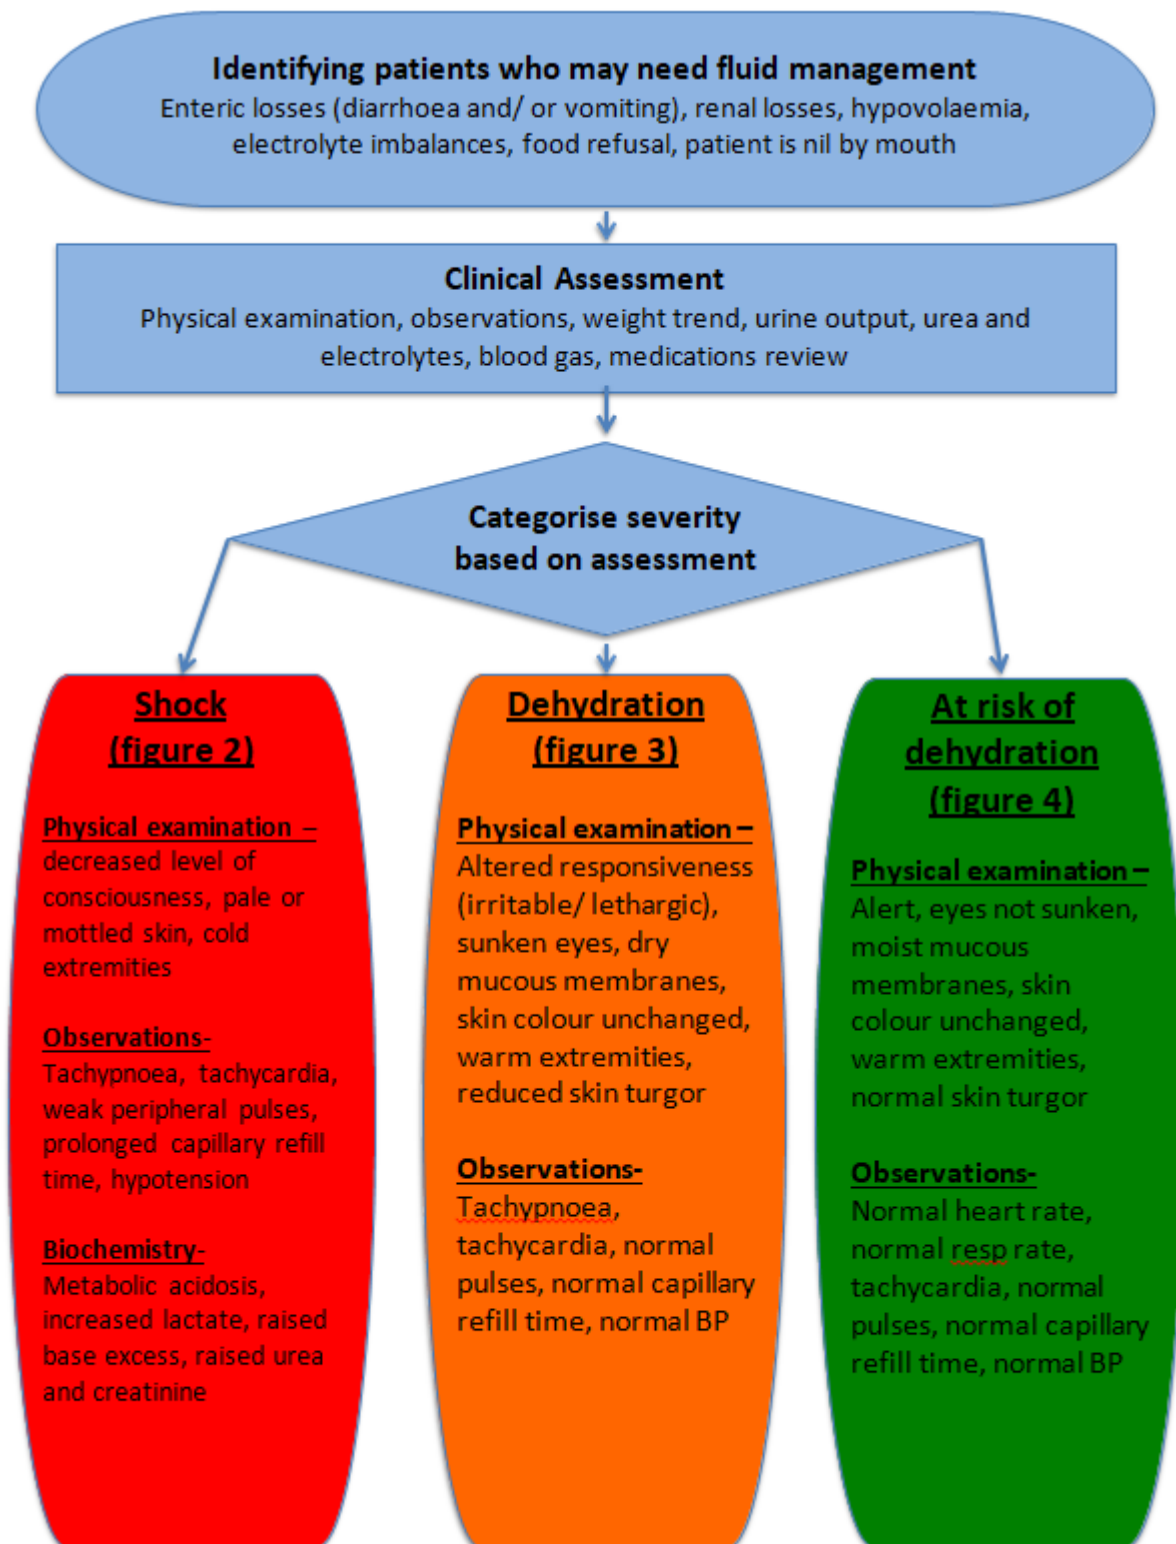 Identifying patients who may need fluid management
Enteric losses (diarrhoea and/ or vomiting), renal losses, hypovolaemia,
electrolyte imbalances, food refusal, patient is nil by mouth
Clinical Assessment
Physical examination, observations, weight trend, urine output, urea and
electrolytes, blood gas, medications review
Categorise severity
based on assessment
Shock
(figure 2)
Physical examination –
decreased level of
consciousness, pale or
mottled skin, cold
extremities
Observations-
Tachypnoea, tachycardia,
weak peripheral pulses,
prolonged capillary refill
time, hypotension
Biochemistry-
Metabolic acidosis,
increased lactate, raised
base excess, raised urea
and creatinine
Dehydration
(figure 3)
Physical examination –
Altered responsiveness
(irritable/ lethargic),
sunken eyes, dry
mucous membranes,
skin colour unchanged,
warm extremities,
reduced skin turgor
Observations-
Tachypnoea,
tachycardia, normal
pulses, normal capillary
refill time, normal BP
At risk of
dehydration
(figure 4)
Physical examination –
Alert, eyes not sunken,
moist mucous
membranes, skin
colour unchanged,
warm extremities,
normal skin turgor
Observations-
Normal heart rate,
normal resp rate,
tachycardia, normal
pulses, normal capillary
refill time, normal BP